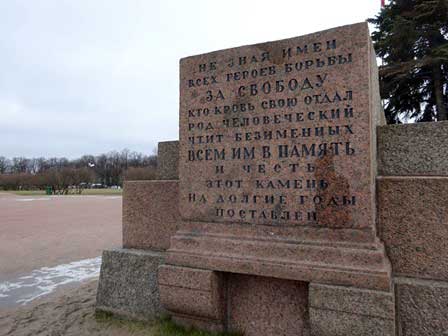 НЕ ЗНАЯ ИМЕН
ВСЕХ ГЕРОЕВ БОРЬБЫ
ЗА СВОБОДУ
КТО КРОВЬ СВОЮ ОТДАЛ
РОД ЧЕЛОВЕЧЕСКИЙ
ЧТИТ БЕЗИМЕННЫХ
ВСЕМ ИМ В ПАМЯТЬ
И ЧЕСТЬ
ЭТОТ КАМЕНЬ
НА ДОЛГИЕ ГОДЫ
ПОСТАВЛЕН